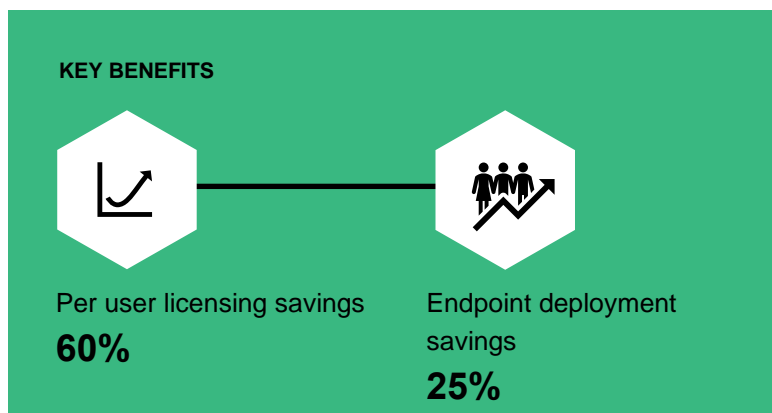 KEY BENEFITS
Per user licensing savings
60%
Endpoint deployment
savings
25%